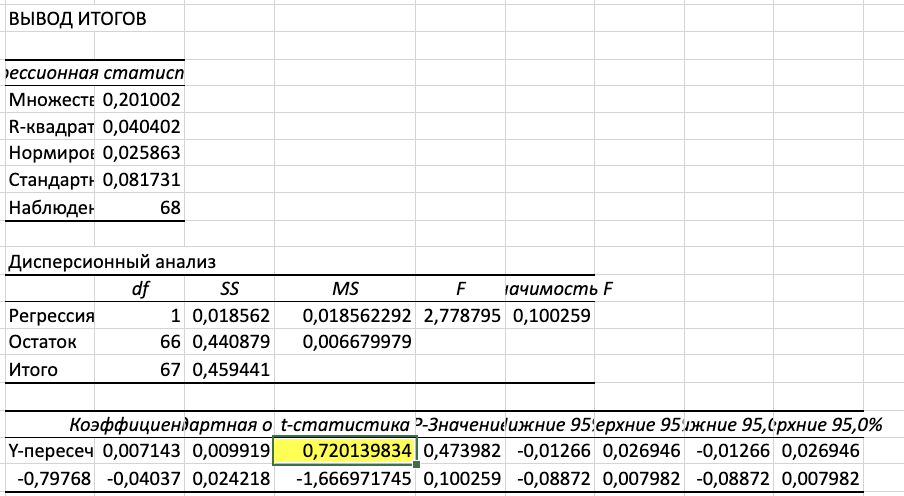 ВЫВОД ИТОГОВ
рессионная статисп
Множеств 0,201002
R-квадрат 0,040402
Нормиров 0,025863
Стандартн 0,081731
Наблюден 68
Дисперсионный анализ
df SS MS F ачимость F
Регрессия 1 0,018562 0,018562292 2,778795 0,100259
Остаток 66 0,440879 0,006679979
Итого 67 0,459441
Коэффициен дартная о t-статистика P-Значение ижние 95 ерхние 95 жние 95,0 рхние 95,0%
Y-пересеч 0,007143 0,009919 0,720139834 0,473982 -0,01266 0,026946 -0,01266 0,026946
-0,79768 -0,04037 0,024218 -1,666971745 0,100259 -0,08872 0,007982 -0,08872 0,007982